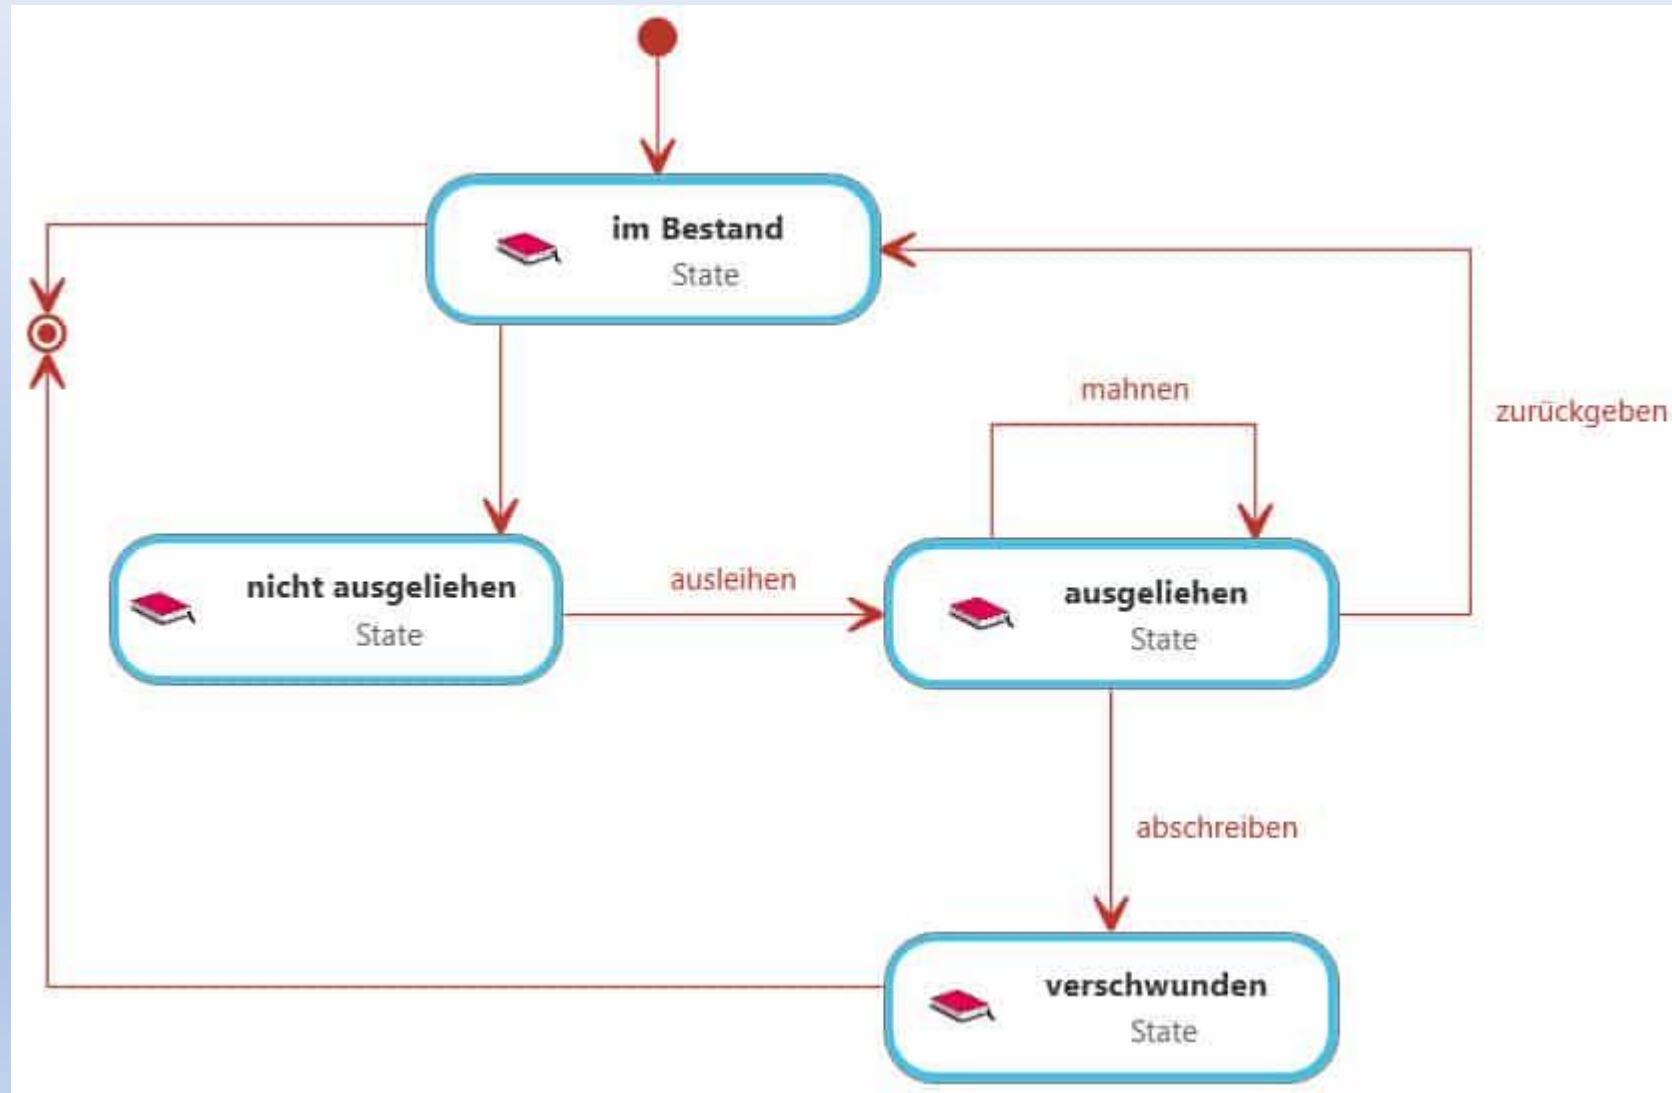 im Bestand
State
mahnen
zurückgeben
nicht ausgeliehen
State
ausleihen
ausgeliehen
State
abschreiben
verschwunden
State